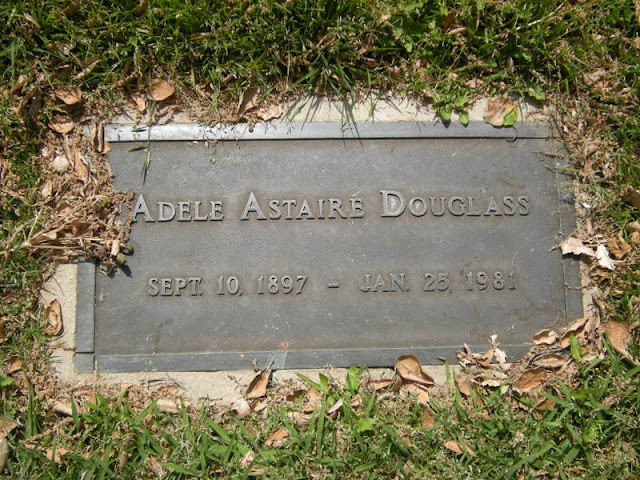 Adele Astaire Douglass
Sept. 10, 1897 – Jan. 25, 1981